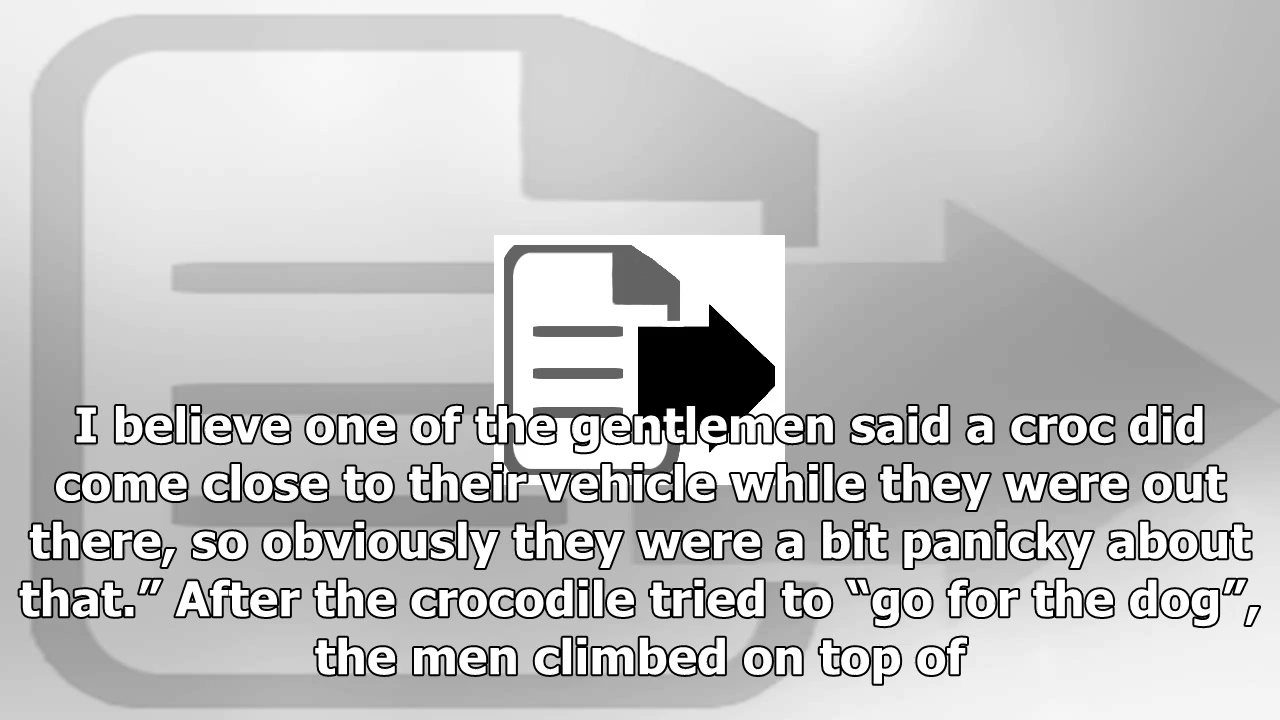 I believe one of the gentlemen said a croc did
come close to their vehicle while they were out
there, so obviously they were a bit panicky about
that.” After the crocodile tried to “go for the dog”,
the men climbed on top of